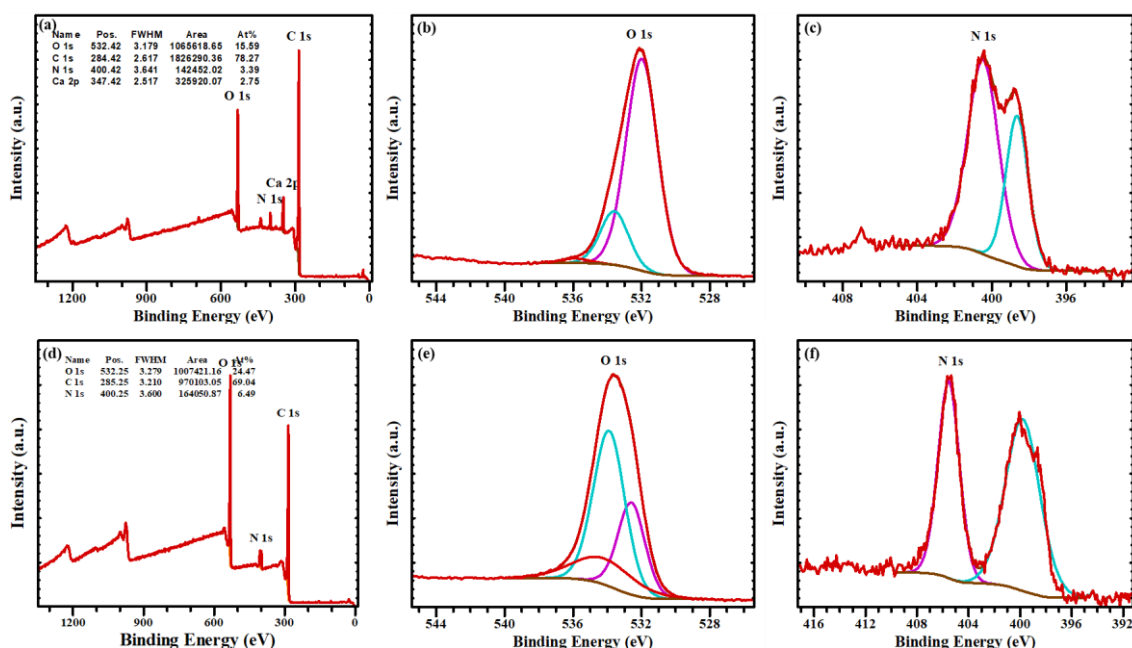 (a)
Name Pos. FWHM Area At%
O 1s 532.42 3.179 1065618.65 15.59
C 1s 284.42 2.617 1826290.36 78.27
N 1s 400.42 3.641 142452.02 3.39
Ca 2p 347.42 2.517 325920.07 2.75
C 1s
O 1s
Ca 2p
N 1s
Intensity (a.u.)
1200 900 600 300 0
Binding Energy (eV)
(b)
O 1s
Intensity (a.u.)
544 540 536 532 528
Binding Energy (eV)
(c)
N 1s
Intensity (a.u.)
408 404 400 396
Binding Energy (eV)
(d)
Name Pos. FWHM Area At%
O 1s 532.25 3.279 1007421.16 24.47
C 1s 285.25 3.210 970103.05 69.04
N 1s 400.25 3.600 164050.87 6.49
O 1s
C 1s
N 1s
Intensity (a.u.)
1200 900 600 300 0
Binding Energy (eV)
(e)
O 1s
Intensity (a.u.)
544 540 536 532 528
Binding Energy (eV)
(f)
N 1s
Intensity (a.u.)
416 412 408 404 400 396 392
Binding Energy (eV)